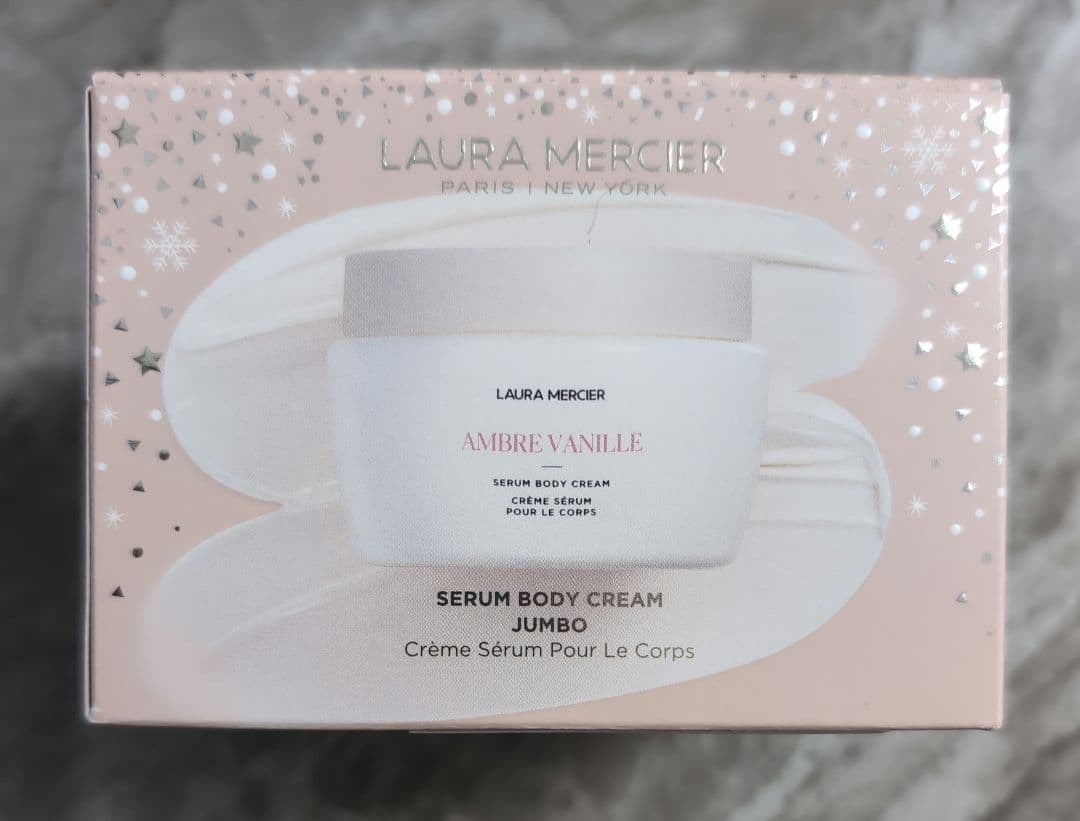 LAURA MERCIER
PARIS | NEW YORK
LAURA MERCIER
AMBRE VANILLE
SERUM BODY CREAM
CRÈME SÉRUM
POUR LE CORPS
SERUM BODY CREAM
JUMBO
Crème Sérum Pour Le Corps